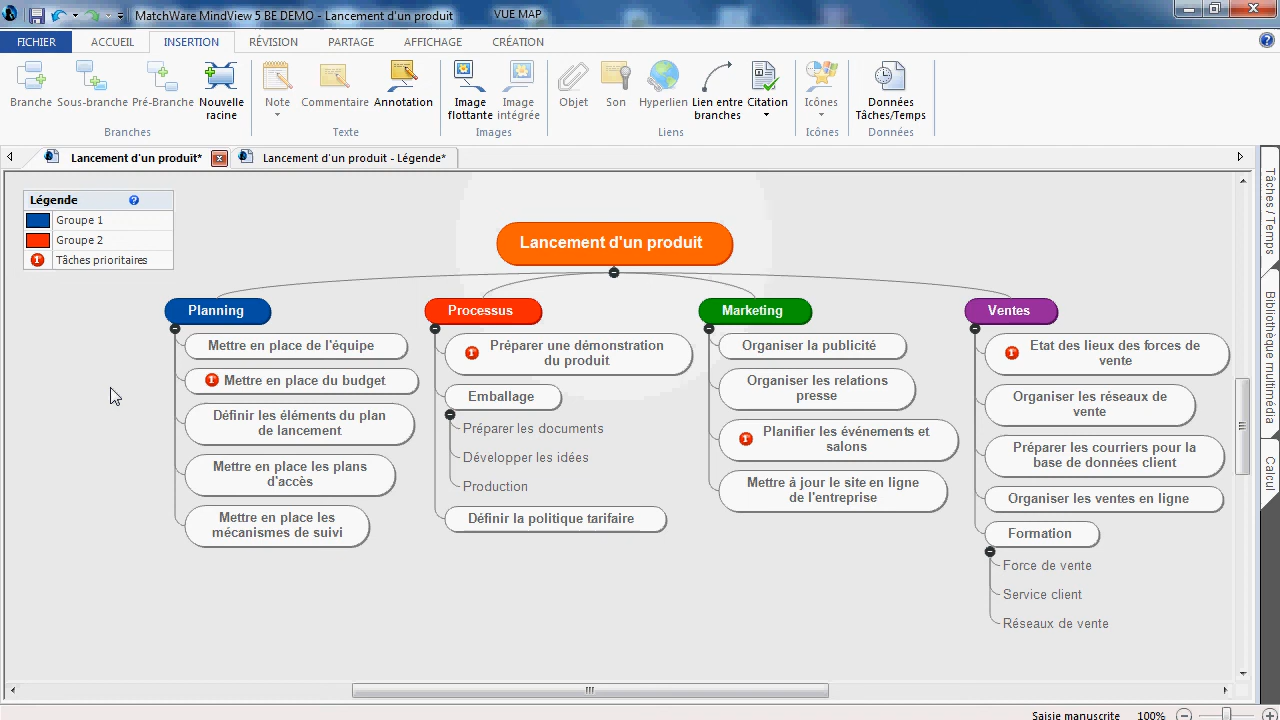 MatchWare MindView 5 BE DEMO - Lancement d'un produit
VUE MAP
FICHIER
ACCUEIL
INSERTION
RÉVISION
PARTAGE
AFFICHAGE
CRÉATION
Branche
Sous-branche
Pré-Branche
Nouvelle
racine
Note
Commentaire
Annotation
Image
flottante
Image
intégrée
Objet
Son
Hyperlien
Lien entre
branches
Citation
Icônes
Données
Tâches/Temps
Branches
Texte
Images
Liens
Icônes
Données
Lancement d'un produit*
Lancement d'un produit - Légende*
Tâches / Temps
Bibliothèque multimédia
Calcul
Légende
Groupe 1
Groupe 2
Tâches prioritaires
Lancement d'un produit
Planning
Mettre en place de l'équipe
Mettre en place du budget
Définir les éléments du plan
de lancement
Mettre en place les plans
d'accès
Mettre en place les
mécanismes de suivi
Processus
Préparer une démonstration
du produit
Emballage
Préparer les documents
Développer les idées
Production
Définir la politique tarifaire
Marketing
Organiser la publicité
Organiser les relations
presse
Planifier les événements et
salons
Mettre à jour le site en ligne
de l'entreprise
Ventes
Etat des lieux des forces de
vente
Organiser les réseaux de
vente
Préparer les courriers pour la
base de données client
Organiser les ventes en ligne
Formation
Force de vente
Service client
Réseaux de vente
Saisie manuscrite
100%